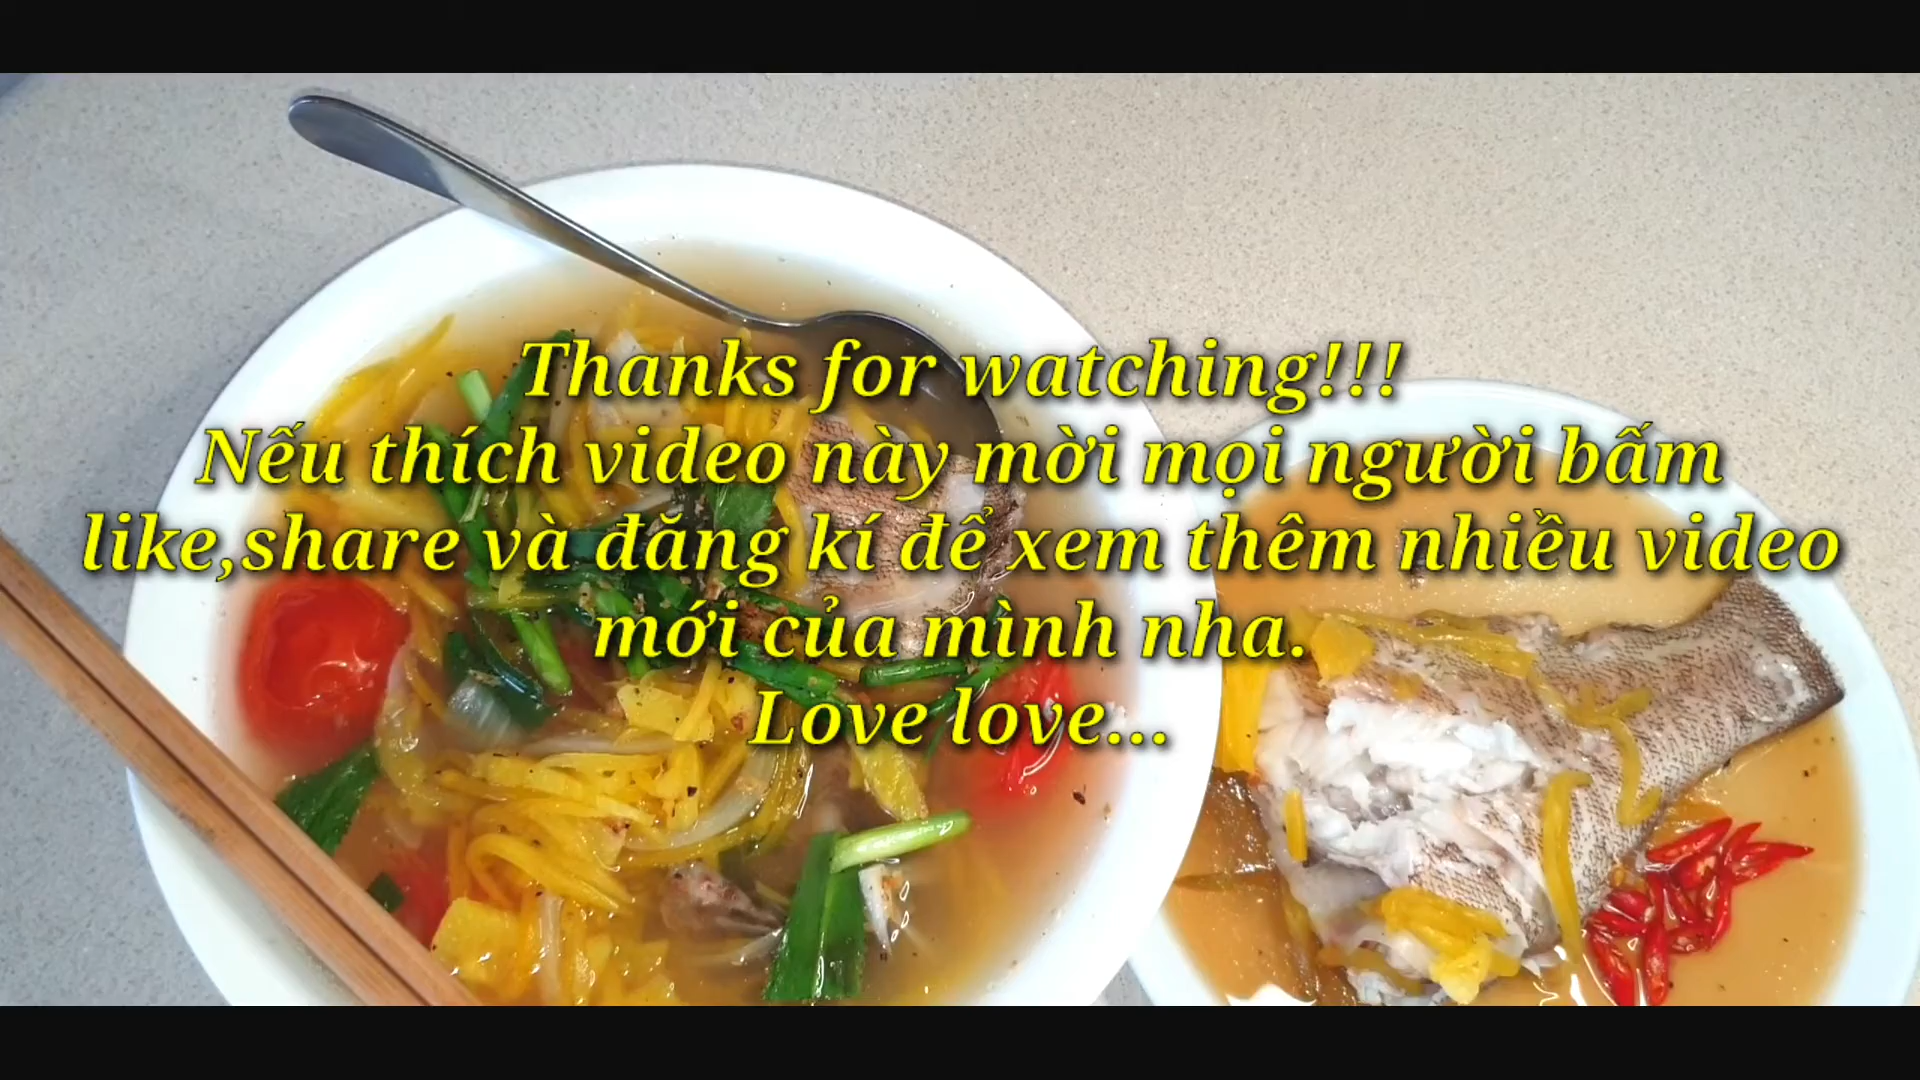 Thanks for watching!!!
Nếu thích video này mời mọi người bấm
like,share và đăng kí để xem thêm nhiều video
mới của mình nha.
Love love...